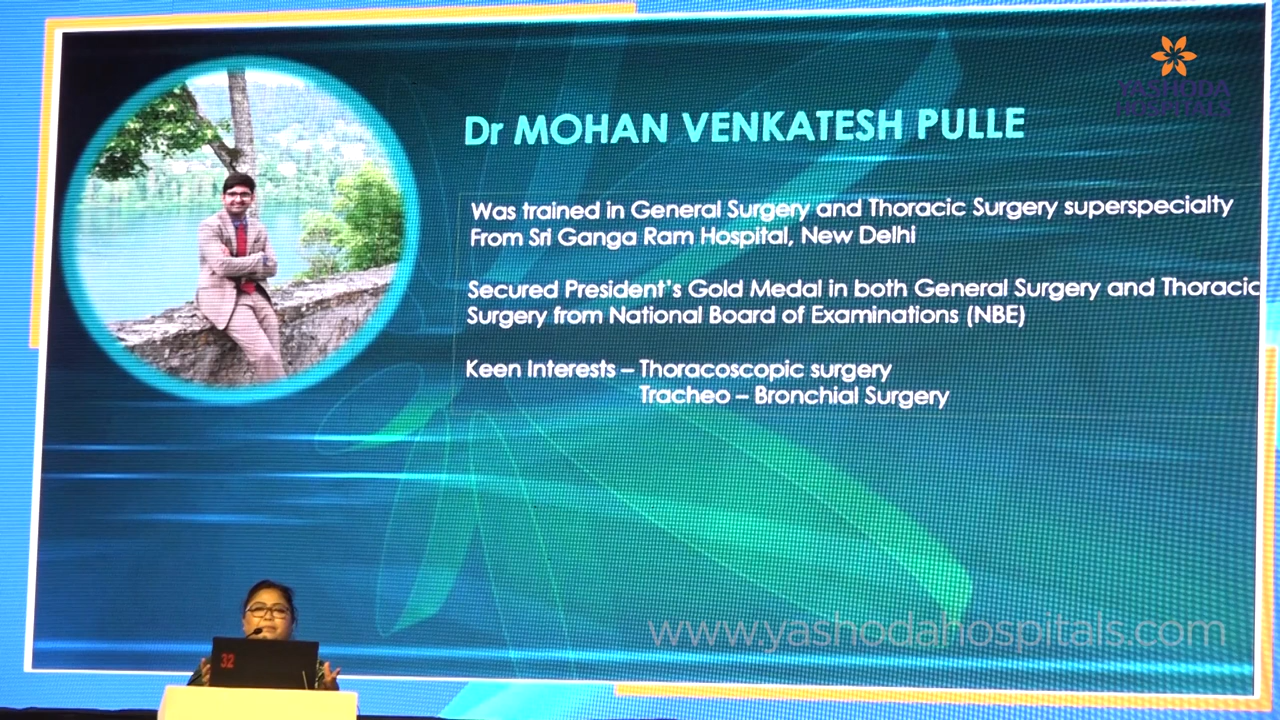 YASHODA
HOSPITALS
Dr MOHAN VENKATESH PULLE
Was trained in General Surgery and Thoracic Surgery superspecialty
From Sri Ganga Ram Hospital, New Delhi
Secured President's Gold Medal in both General Surgery and Thoracic
Surgery from National Board of Examinations (NBE)
Keen Interests – Thoracoscopic surgery
Tracheo – Bronchial Surgery
www.yashodahospitals.com
32